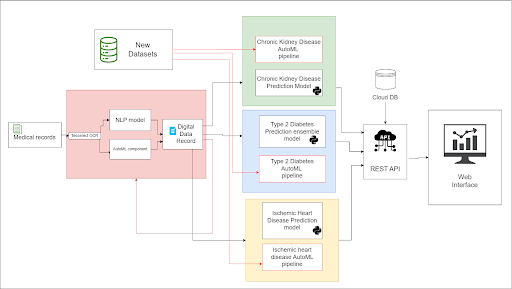 New
Datasets
Chronic Kidney Disease
AutoML
pipeline
Chronic Kidney Disease
Prediction Model
Medical records
Tesseract OCR
NLP model
AutoML component
Digital
Data
Record
Type 2 Diabetes
Prediction ensemble
model
Type 2 Diabetes
AutoML
pipeline
Ischemic Heart
Disease Prediction
model
Ischemic heart
disease AutoML
pipeline
Cloud DB
API
REST API
Web
Interface